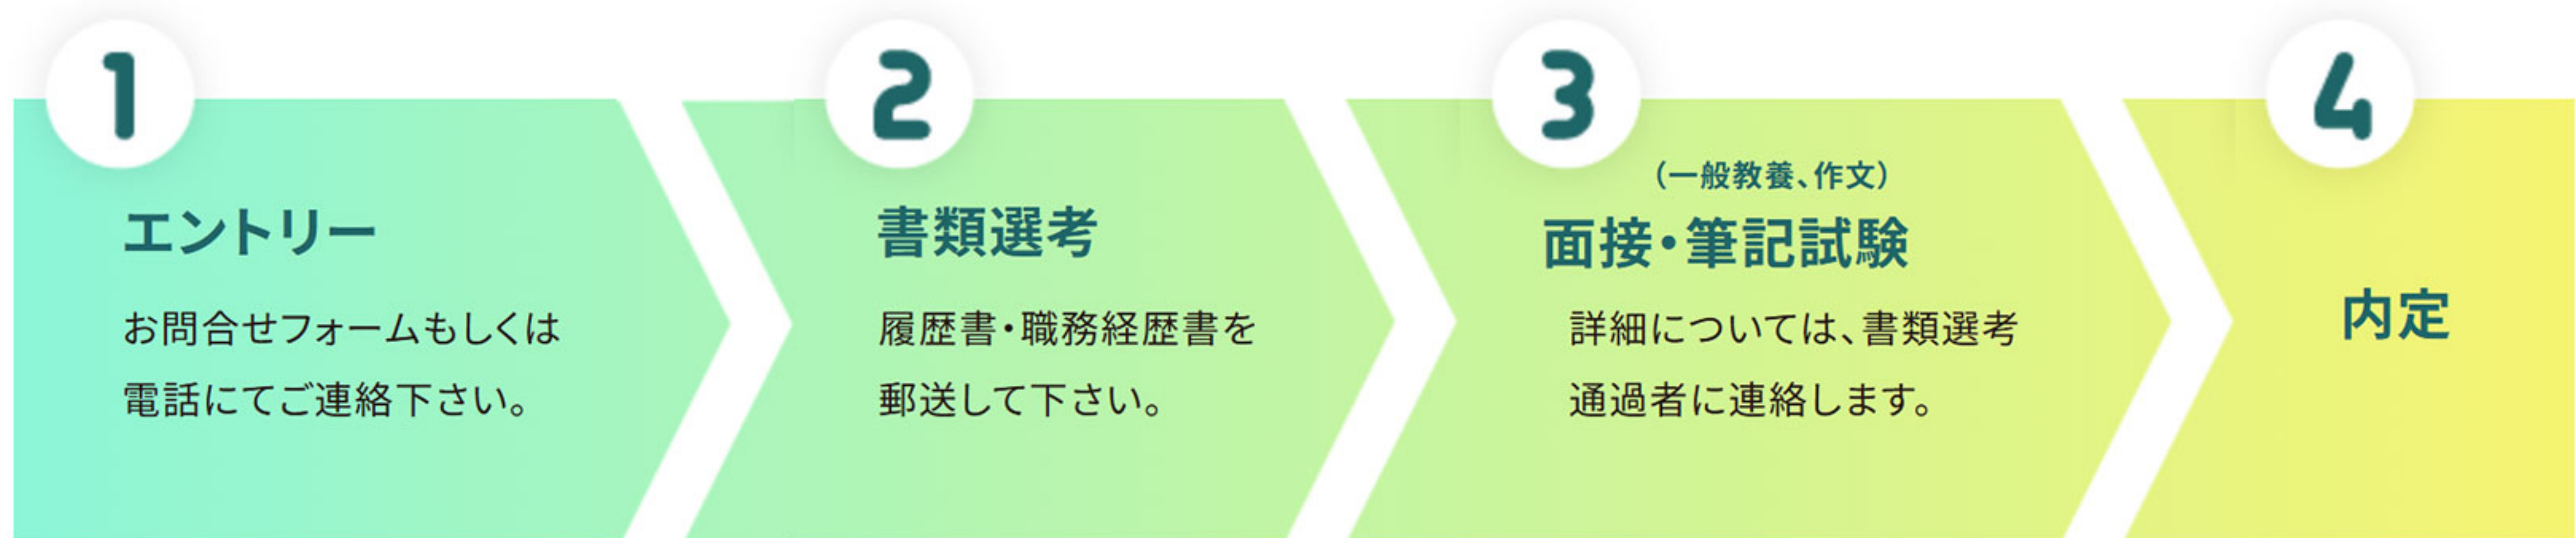 1
エントリー
お問合せフォームもしくは
電話にてご連絡下さい。
2
書類選考
履歴書・職務経歴書を
郵送して下さい。
3
（一般教養、作文）
面接・筆記試験
詳細については、書類選考
通過者に連絡します。
4
内定